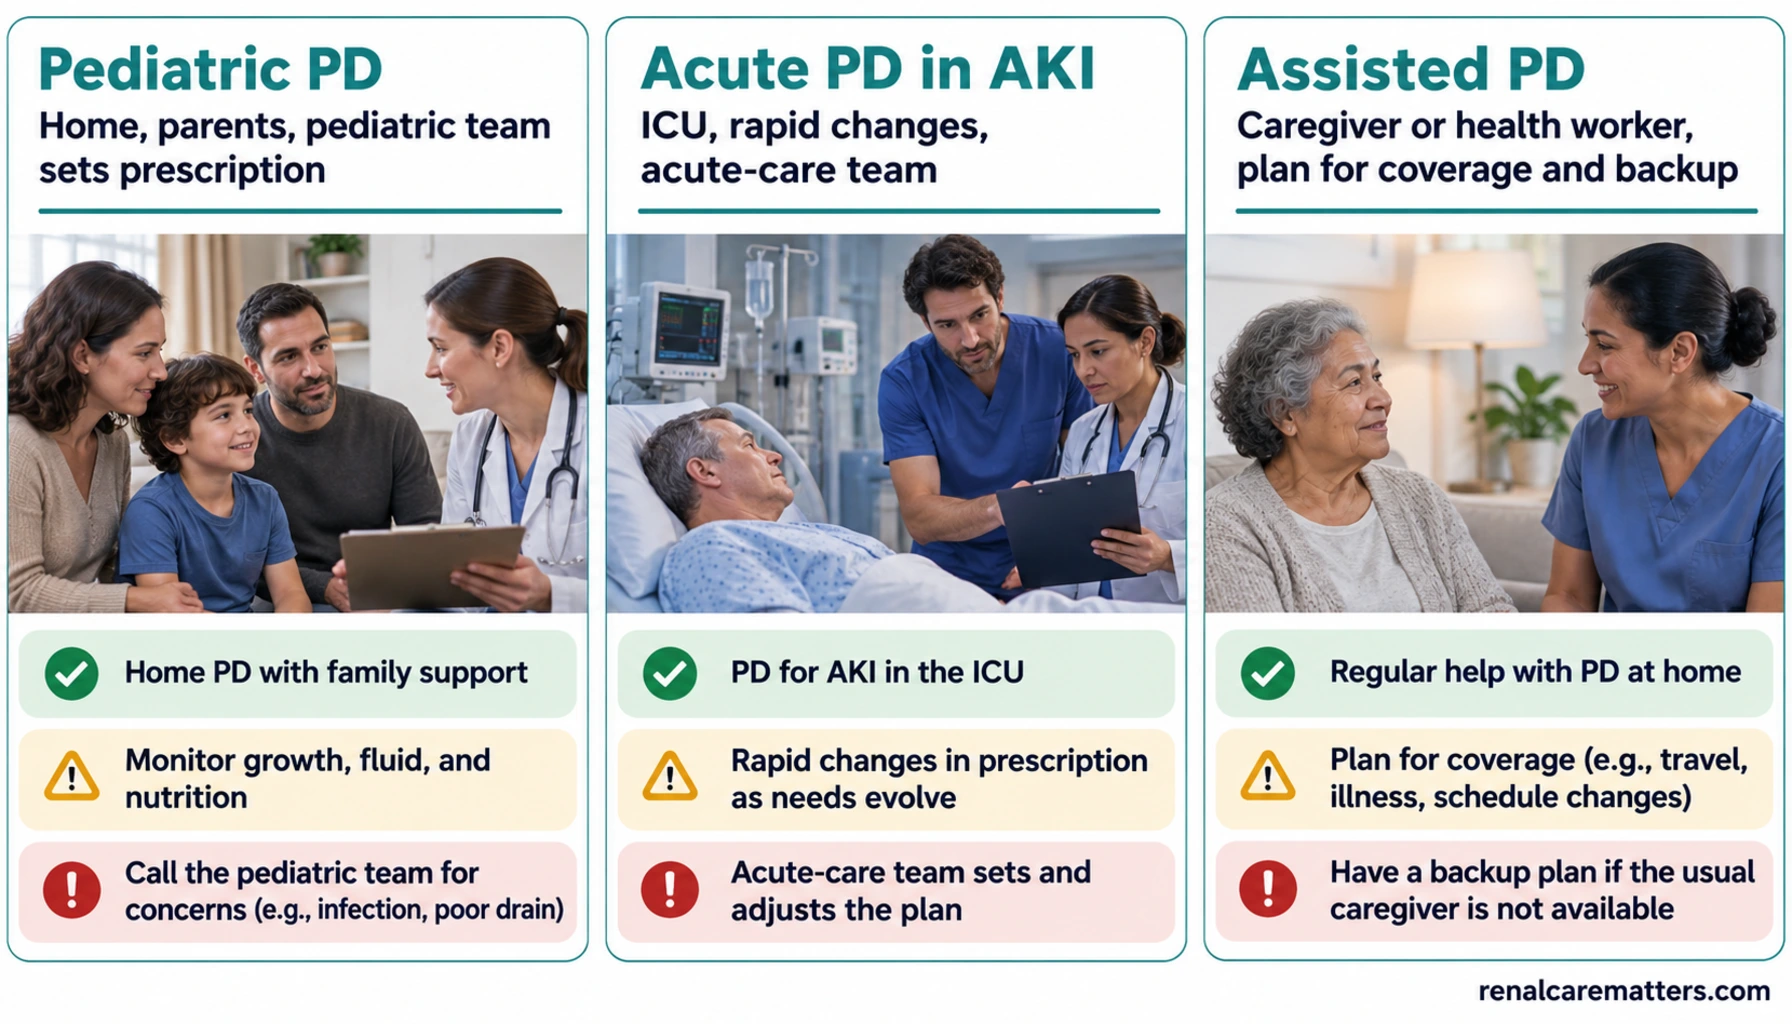 Pediatric PD
Home, parents, pediatric team
sets prescription
Home PD with family support
Monitor growth, fluid, and
nutrition
Call the pediatric team for
concerns (e.g., infection, poor drain)
Acute PD in AKI
ICU, rapid changes,
acute-care team
PD for AKI in the ICU
Rapid changes in prescription
as needs evolve
Acute-care team sets and
adjusts the plan
Assisted PD
Caregiver or health worker,
plan for coverage and backup
Regular help with PD at home
Plan for coverage (e.g., travel,
illness, schedule changes)
Have a backup plan if the usual
caregiver is not available
renalcarematters.com